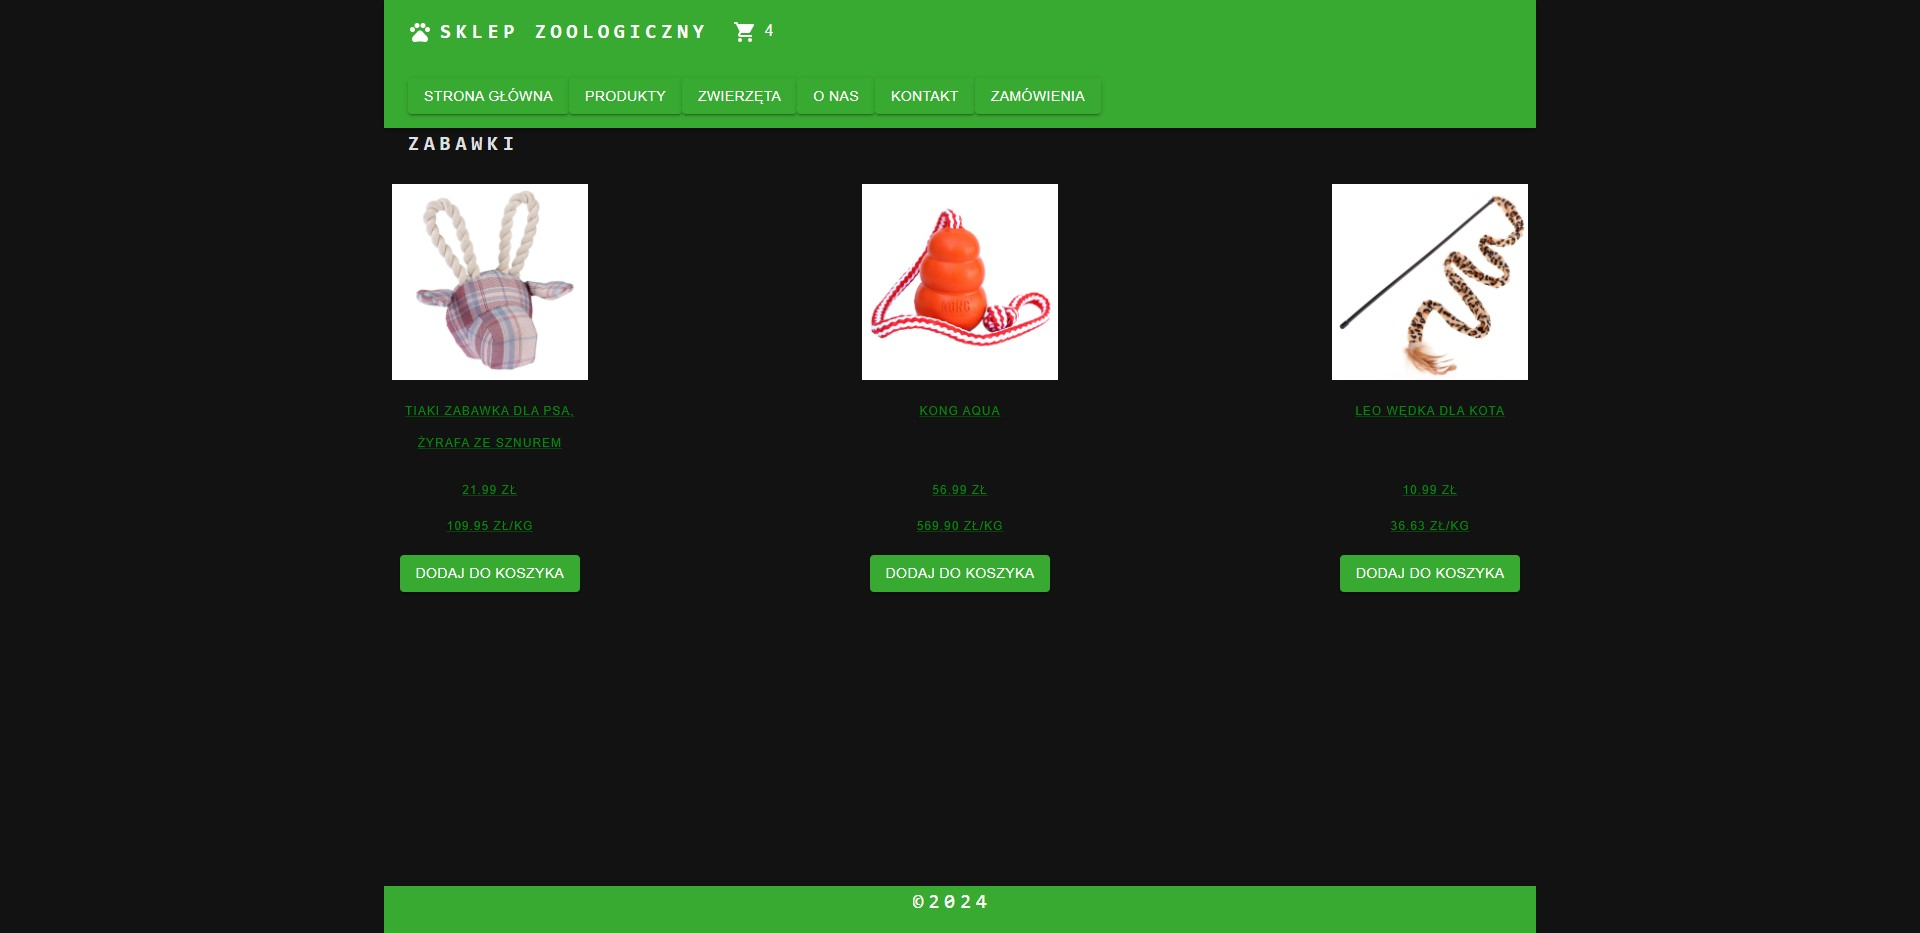 SKLEP ZOOLOGICZNY 4
STRONA GŁÓWNA PRODUKTY ZWIERZĘTA O NAS KONTAKT ZAMÓWIENIA
ZABAWKI
KONG
TIAKI ZABAWKA DLA PSA,
ŻYRAFA ZE SZNUREM
21.99 ZŁ
109.95 ZŁ/KG
DODAJ DO KOSZYKA
KONG AQUA
56.99 ZŁ
569.90 ZŁ/KG
DODAJ DO KOSZYKA
LEO WĘDKA DLA KOTA
10.99 ZŁ
36.63 ZŁ/KG
DODAJ DO KOSZYKA
©2024